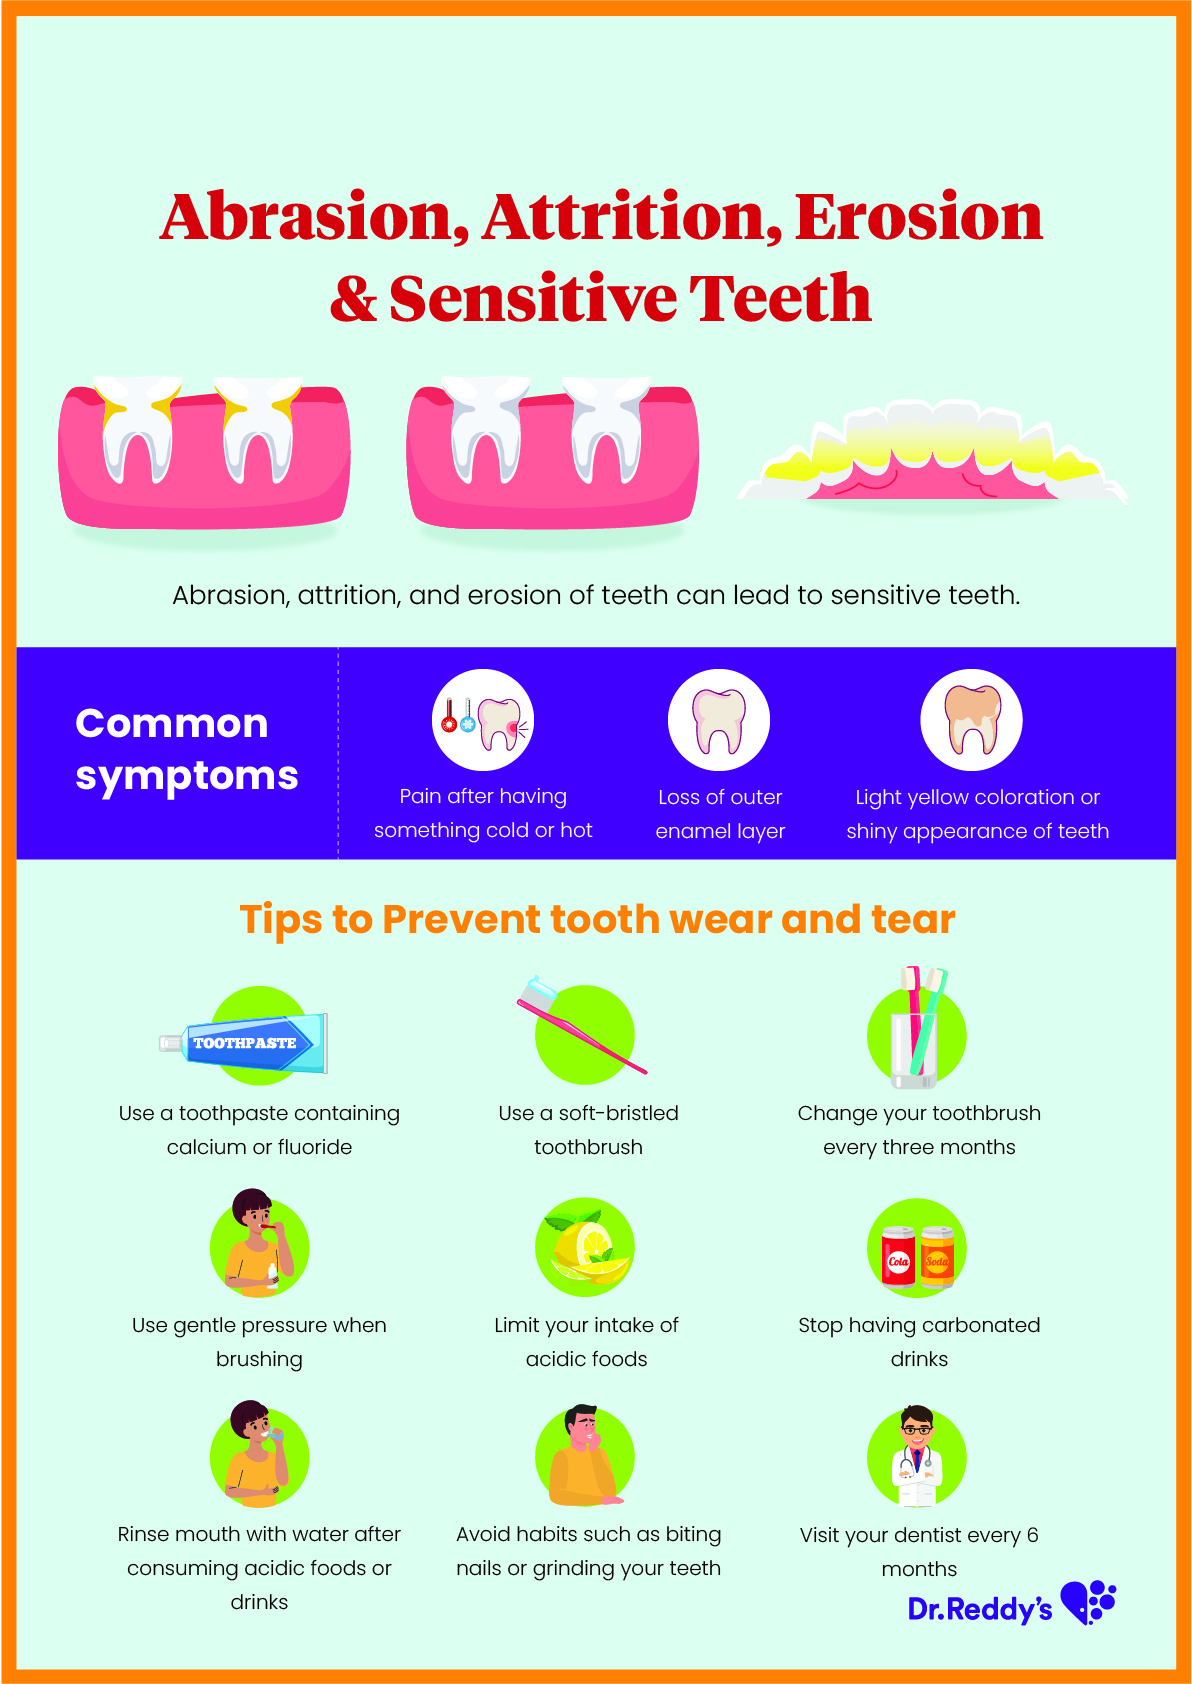 Abrasion, Attrition, Erosion
& Sensitive Teeth
Abrasion, attrition, and erosion of teeth can lead to sensitive teeth.
Common
symptoms
Pain after having
something cold or hot
Loss of outer
enamel layer
Light yellow coloration or
shiny appearance of teeth
Tips to Prevent tooth wear and tear
TOOTHPASTE
Use a toothpaste containing
calcium or fluoride
Use a soft-bristled
toothbrush
Change your toothbrush
every three months
Use gentle pressure when
brushing
Limit your intake of
acidic foods
Cola
Soda
Stop having carbonated
drinks
Rinse mouth with water after
consuming acidic foods or
drinks
Avoid habits such as biting
nails or grinding your teeth
Visit your dentist every 6
months
Dr.Reddy's